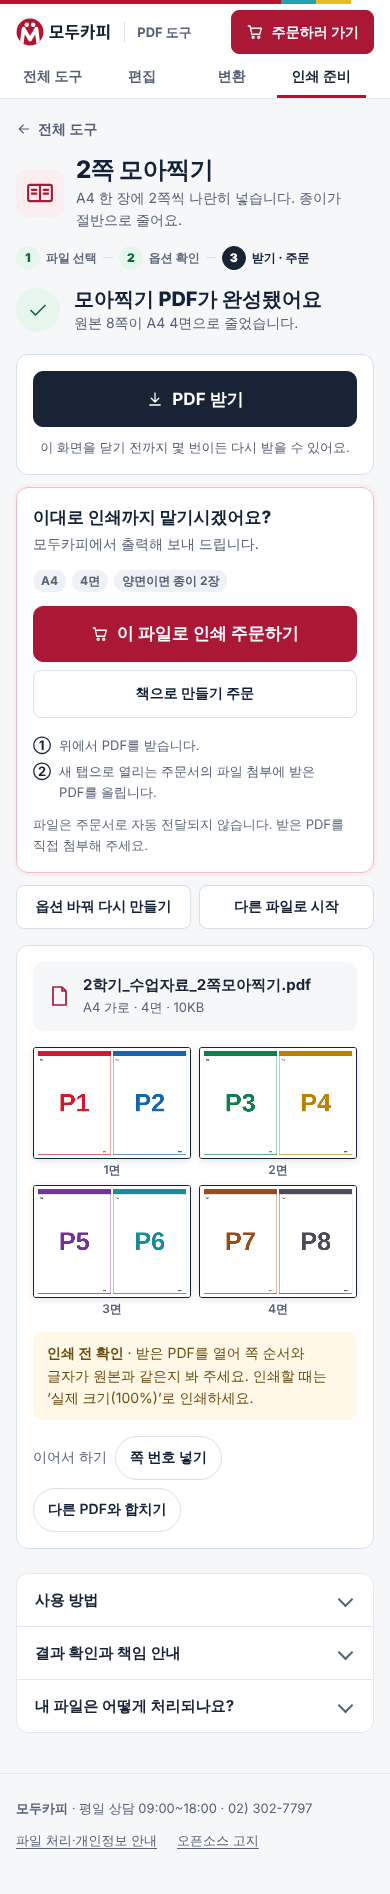 모두카피
PDF 도구
주문하러 가기
전체 도구
편집
변환
인쇄 준비
← 전체 도구
2쪽 모아찍기
A4 한 장에 2쪽씩 나란히 넣습니다. 종이가
절반으로 줄어요.
1 파일 선택
2 옵션 확인
3 받기 · 주문
모아찍기 PDF가 완성됐어요
원본 8쪽이 A4 4면으로 줄었습니다.
PDF 받기
이 화면을 닫기 전까지 몇 번이든 다시 받을 수 있어요.
이대로 인쇄까지 맡기시겠어요?
모두카피에서 출력해 보내 드립니다.
A4
4면
양면이면 종이 2장
이 파일로 인쇄 주문하기
책으로 만들기 주문
1 위에서 PDF를 받습니다.
2 새 탭으로 열리는 주문서의 파일 첨부에 받은
PDF를 올립니다.
파일은 주문서로 자동 전달되지 않습니다. 받은 PDF를
직접 첨부해 주세요.
옵션 바꿔 다시 만들기
다른 파일로 시작
2학기_수업자료_2쪽모아찍기.pdf
A4 가로 · 4면 · 10KB
P1
P2
P3
P4
1면
2면
P5
P6
P7
P8
3면
4면
인쇄 전 확인 · 받은 PDF를 열어 쪽 순서와
글자가 원본과 같은지 봐 주세요. 인쇄할 때는
‘실제 크기(100%)’로 인쇄하세요.
이어서 하기
쪽 번호 넣기
다른 PDF와 합치기
사용 방법
결과 확인과 책임 안내
내 파일은 어떻게 처리되나요?
모두카피 · 평일 상담 09:00~18:00 · 02) 302-7797
파일 처리·개인정보 안내
오픈소스 고지